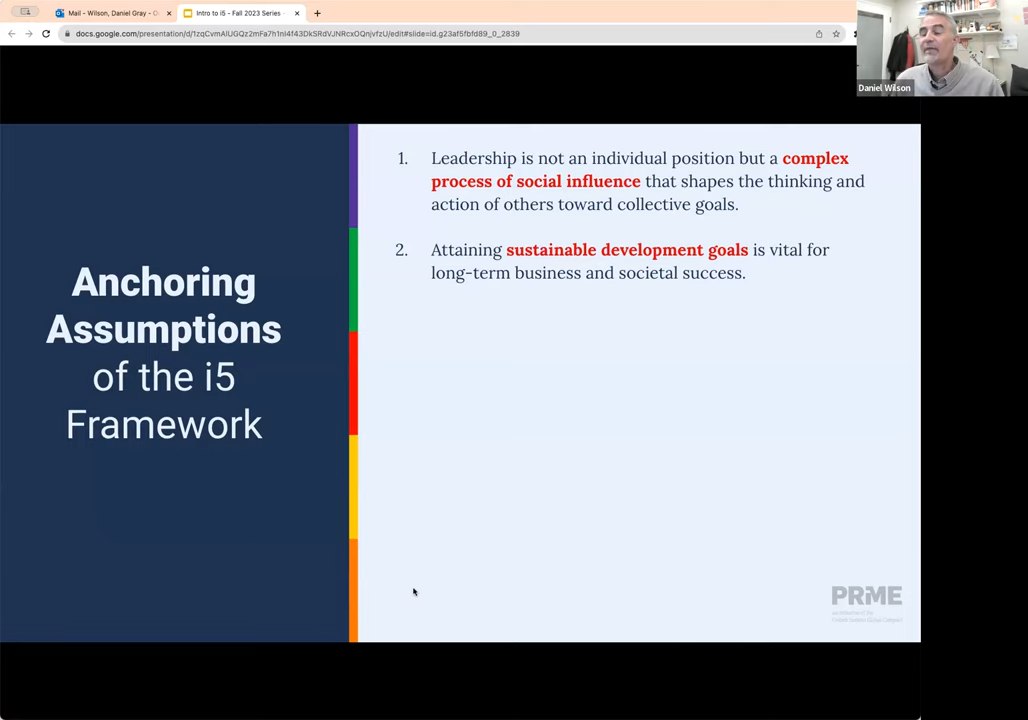 Mail - Wilson, Daniel Gray - O
Intro to i5 - Fall 2023 Series -
docs.google.com/presentation/d/1zqCvmAlUGQz2mFa7h1nI4f43DkSRdVJNRcxOQnjvfzU/edit#slide=id.g23af5fbfd89_0_2839
Daniel Wilson
Anchoring
Assumptions
of the i5
Framework
1. Leadership is not an individual position but a complex
process of social influence that shapes the thinking and
action of others toward collective goals.
2. Attaining sustainable development goals is vital for
long-term business and societal success.
PRiME